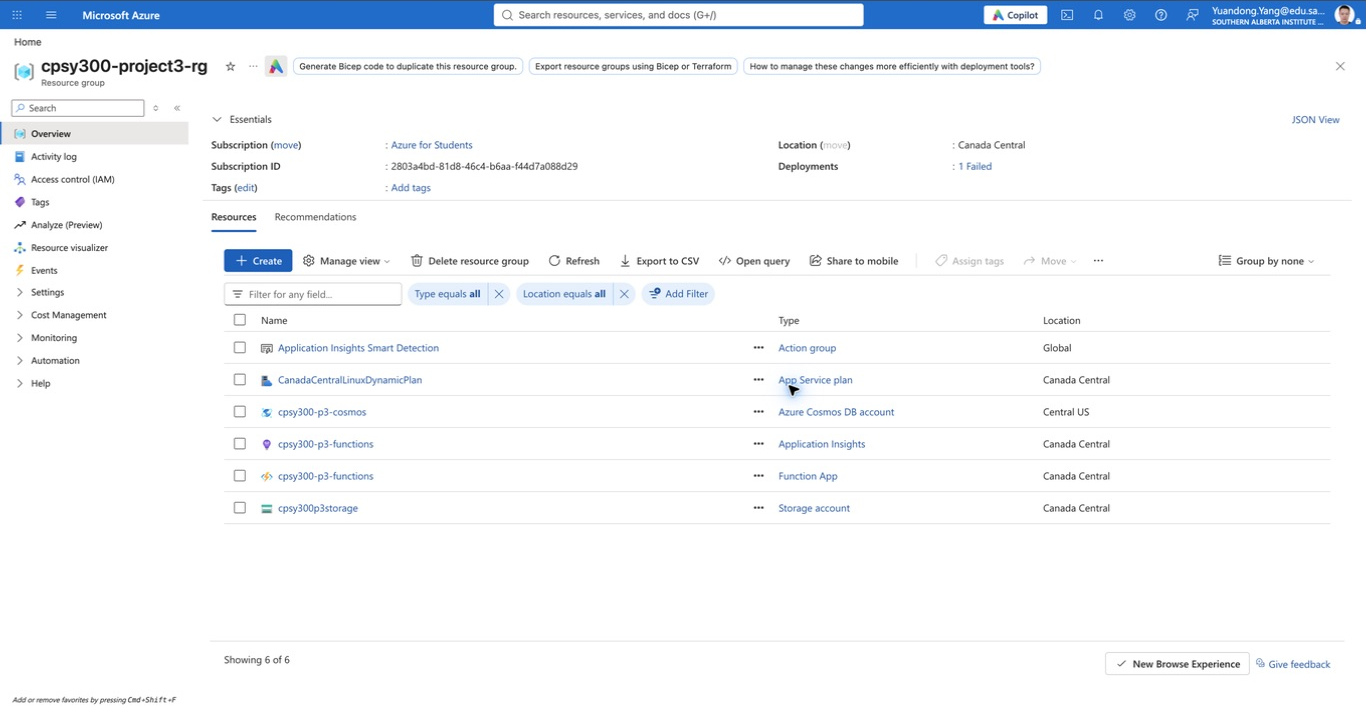 Microsoft Azure
Search resources, services, and docs (G+/)
Copilot
Yuandong.Yang@edu.sa...
SOUTHERN ALBERTA INSTITUTE ...
Home
cpsy300-project3-rg
Resource group
Generate Bicep code to duplicate this resource group.
Export resource groups using Bicep or Terraform
How to manage these changes more efficiently with deployment tools?
Search
Overview
Activity log
Access control (IAM)
Tags
Analyze (Preview)
Resource visualizer
Events
Settings
Cost Management
Monitoring
Automation
Help
Essentials
JSON View
Subscription (move) : Azure for Students
Location (move) : Canada Central
Subscription ID : 2803a4bd-81d8-46c4-b6aa-f44d7a088d29
Deployments : 1 Failed
Tags (edit) : Add tags
Resources Recommendations
Create Manage view Delete resource group Refresh Export to CSV Open query Share to mobile Assign tags Move Group by none
Filter for any field... Type equals all Location equals all Add Filter
Name Type Location
Application Insights Smart Detection Action group Global
CanadaCentralLinuxDynamicPlan App Service plan Canada Central
cpsy300-p3-cosmos Azure Cosmos DB account Central US
cpsy300-p3-functions Application Insights Canada Central
cpsy300-p3-functions Function App Canada Central
cpsy300p3storage Storage account Canada Central
Showing 6 of 6
New Browse Experience Give feedback
Add or remove favorites by pressing Cmd+Shift+F